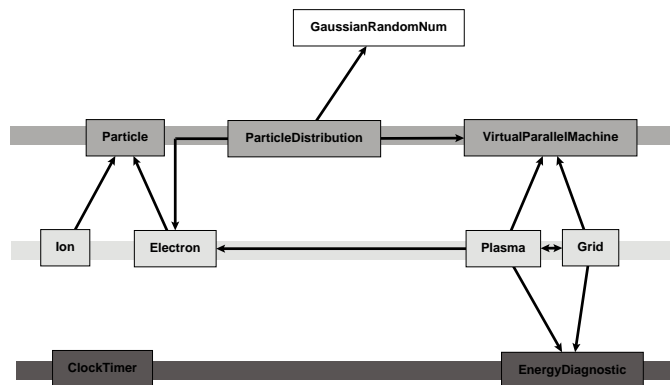 GaussianRandomNum
Particle
ParticleDistribution
VirtualParallelMachine
Ion
Electron
Plasma
Grid
ClockTimer
EnergyDiagnostic